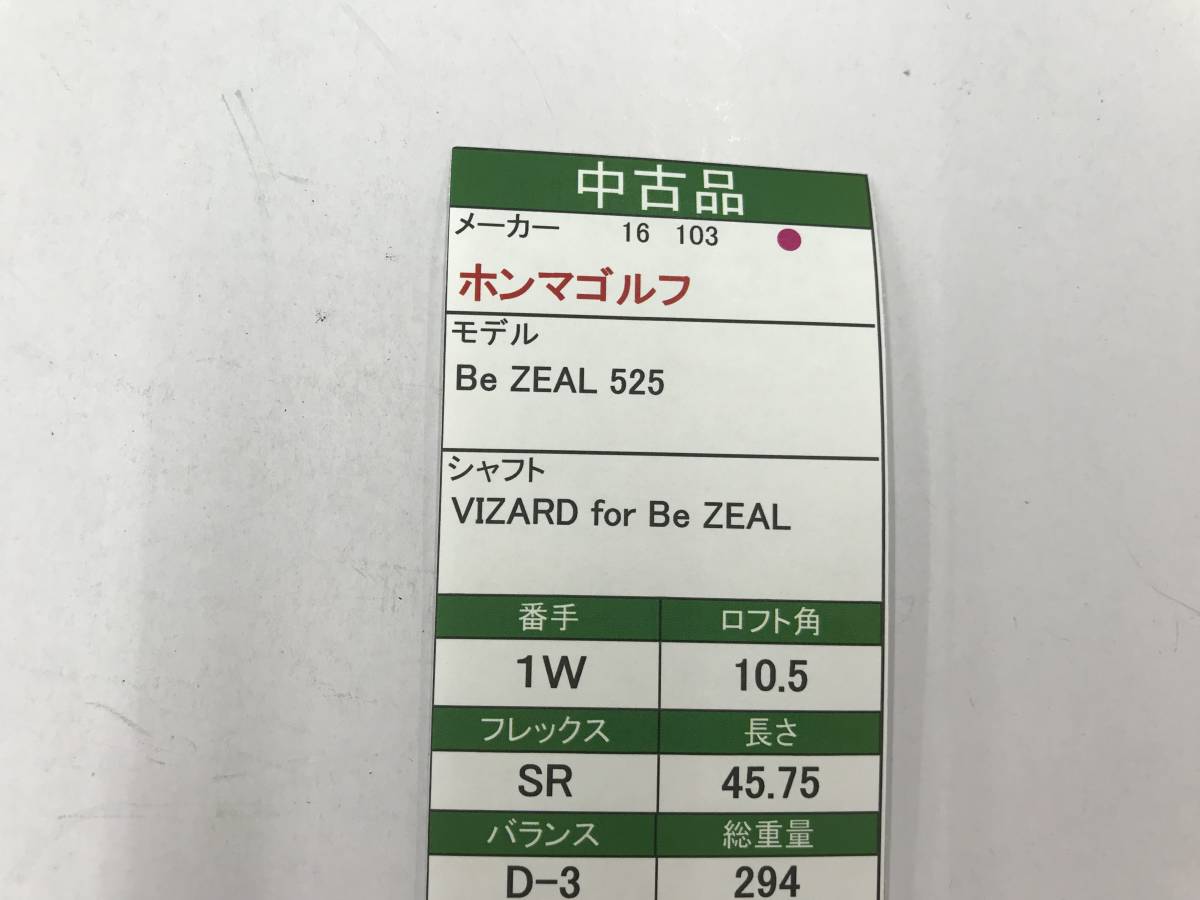 中古品
メーカー 16 103
ホンマゴルフ
モデル
Be ZEAL 525
シャフト
VIZARD for Be ZEAL
番手 ロフト角
1W 10.5
フレックス 長さ
SR 45.75
バランス 総重量
D-3 294